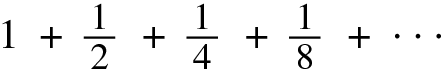 1 + 1/2 + 1/4 + 1/8 + · · ·